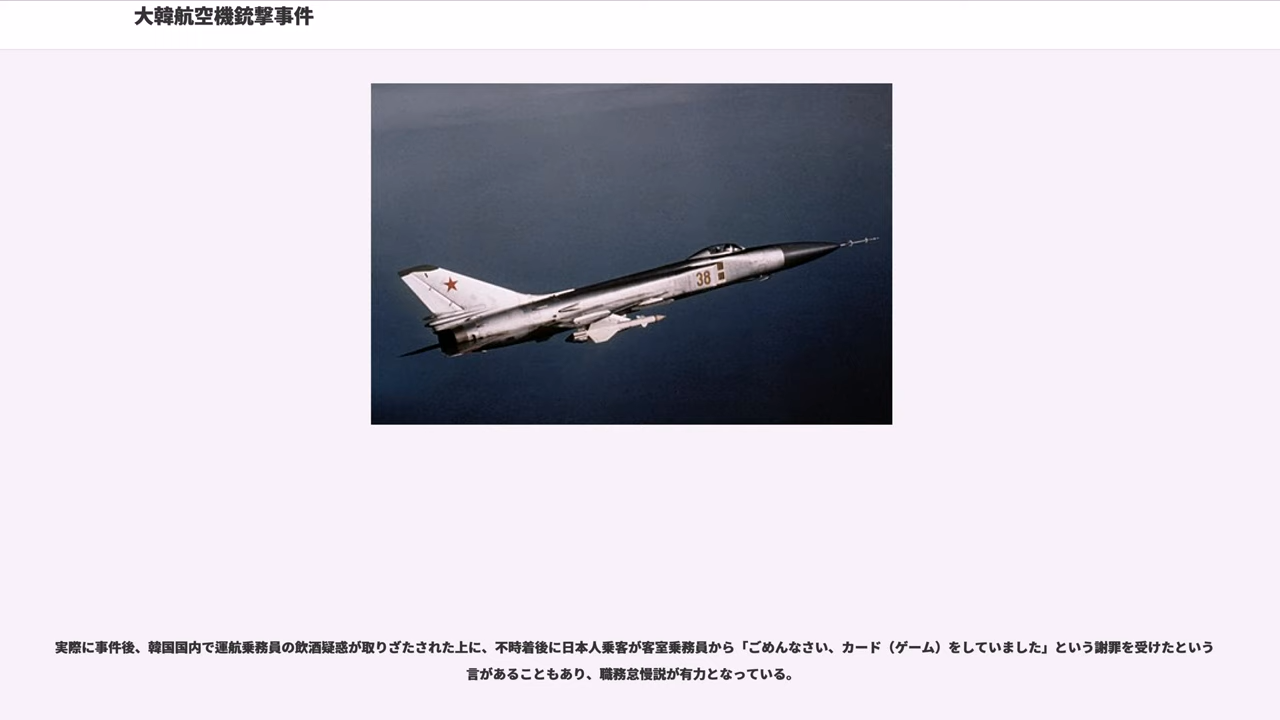 大韓航空機銃撃事件
38
実際に事件後、韓国国内で運航乗務員の飲酒疑惑が取りざたされた上に、不時着後に日本人乗客が客室乗務員から「ごめんなさい、カード（ゲーム）をしていました」という謝罪を受けたという
言があることもあり、職務怠慢説が有力となっている。